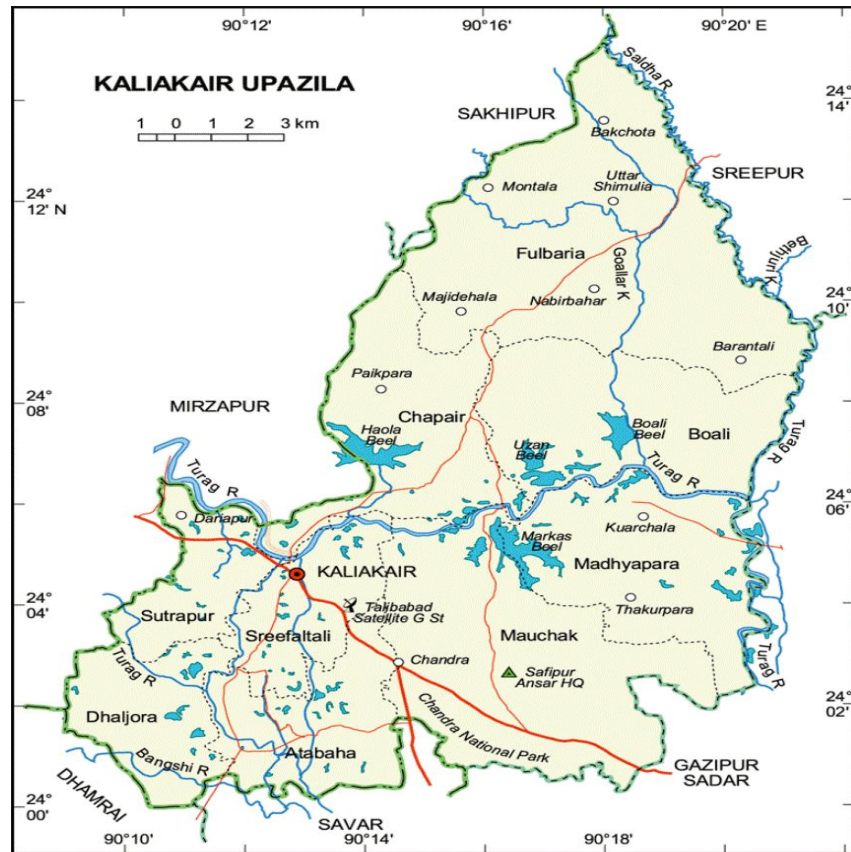 90°12'
90°16'
90°20' E
KALIAKAIR UPAZILA
1 0 1 2 3 km
24°
14'
SAKHIPUR
Saldha R
Bakchota
SREEPUR
Uttar
Shimulia
Montala
24°
12' N
Fulbaria
Goallar K
Bethjuri K
Majidehala
Nabirbahar
24°
10'
Barantali
Paikpara
24°
08'
MIRZAPUR
Chapair
Haola
Beel
Boali
Beel
Boali
Uzan
Beel
Turag R
Turag R
Turag R
24°
06'
Danapur
Kuarchala
Markas
Beel
Madhyapara
KALIAKAIR
24°
04'
Talibabad
Satellite G St
Thakurpara
Sutrapur
Sreefaltali
Mauchak
Chandra
Turag R
Safipur
Ansar HQ
Turag R
24°
02'
Dhaljora
Chandra National Park
Atabaha
Bangshi R
GAZIPUR
SADAR
DHAMRAI
24°
00'
SAVAR
90°10'
90°14'
90°18'